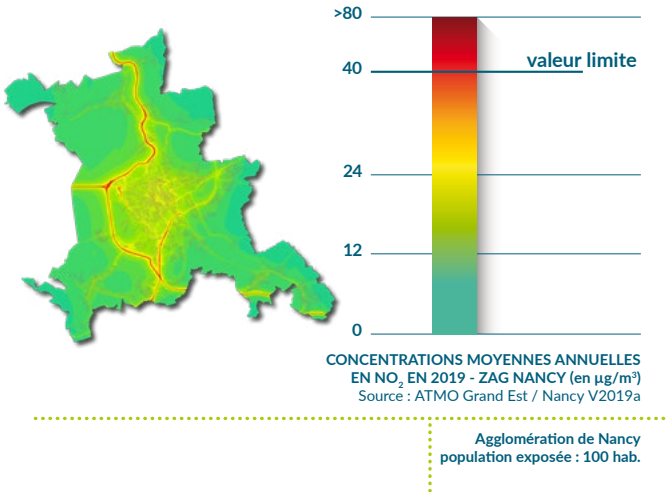 >80
valeur limite
40
24
12
0
CONCENTRATIONS MOYENNES ANNUELLES
EN NO₂ EN 2019 - ZAG NANCY (en µg/m³)
Source : ATMO Grand Est / Nancy V2019a
Agglomération de Nancy
population exposée : 100 hab.